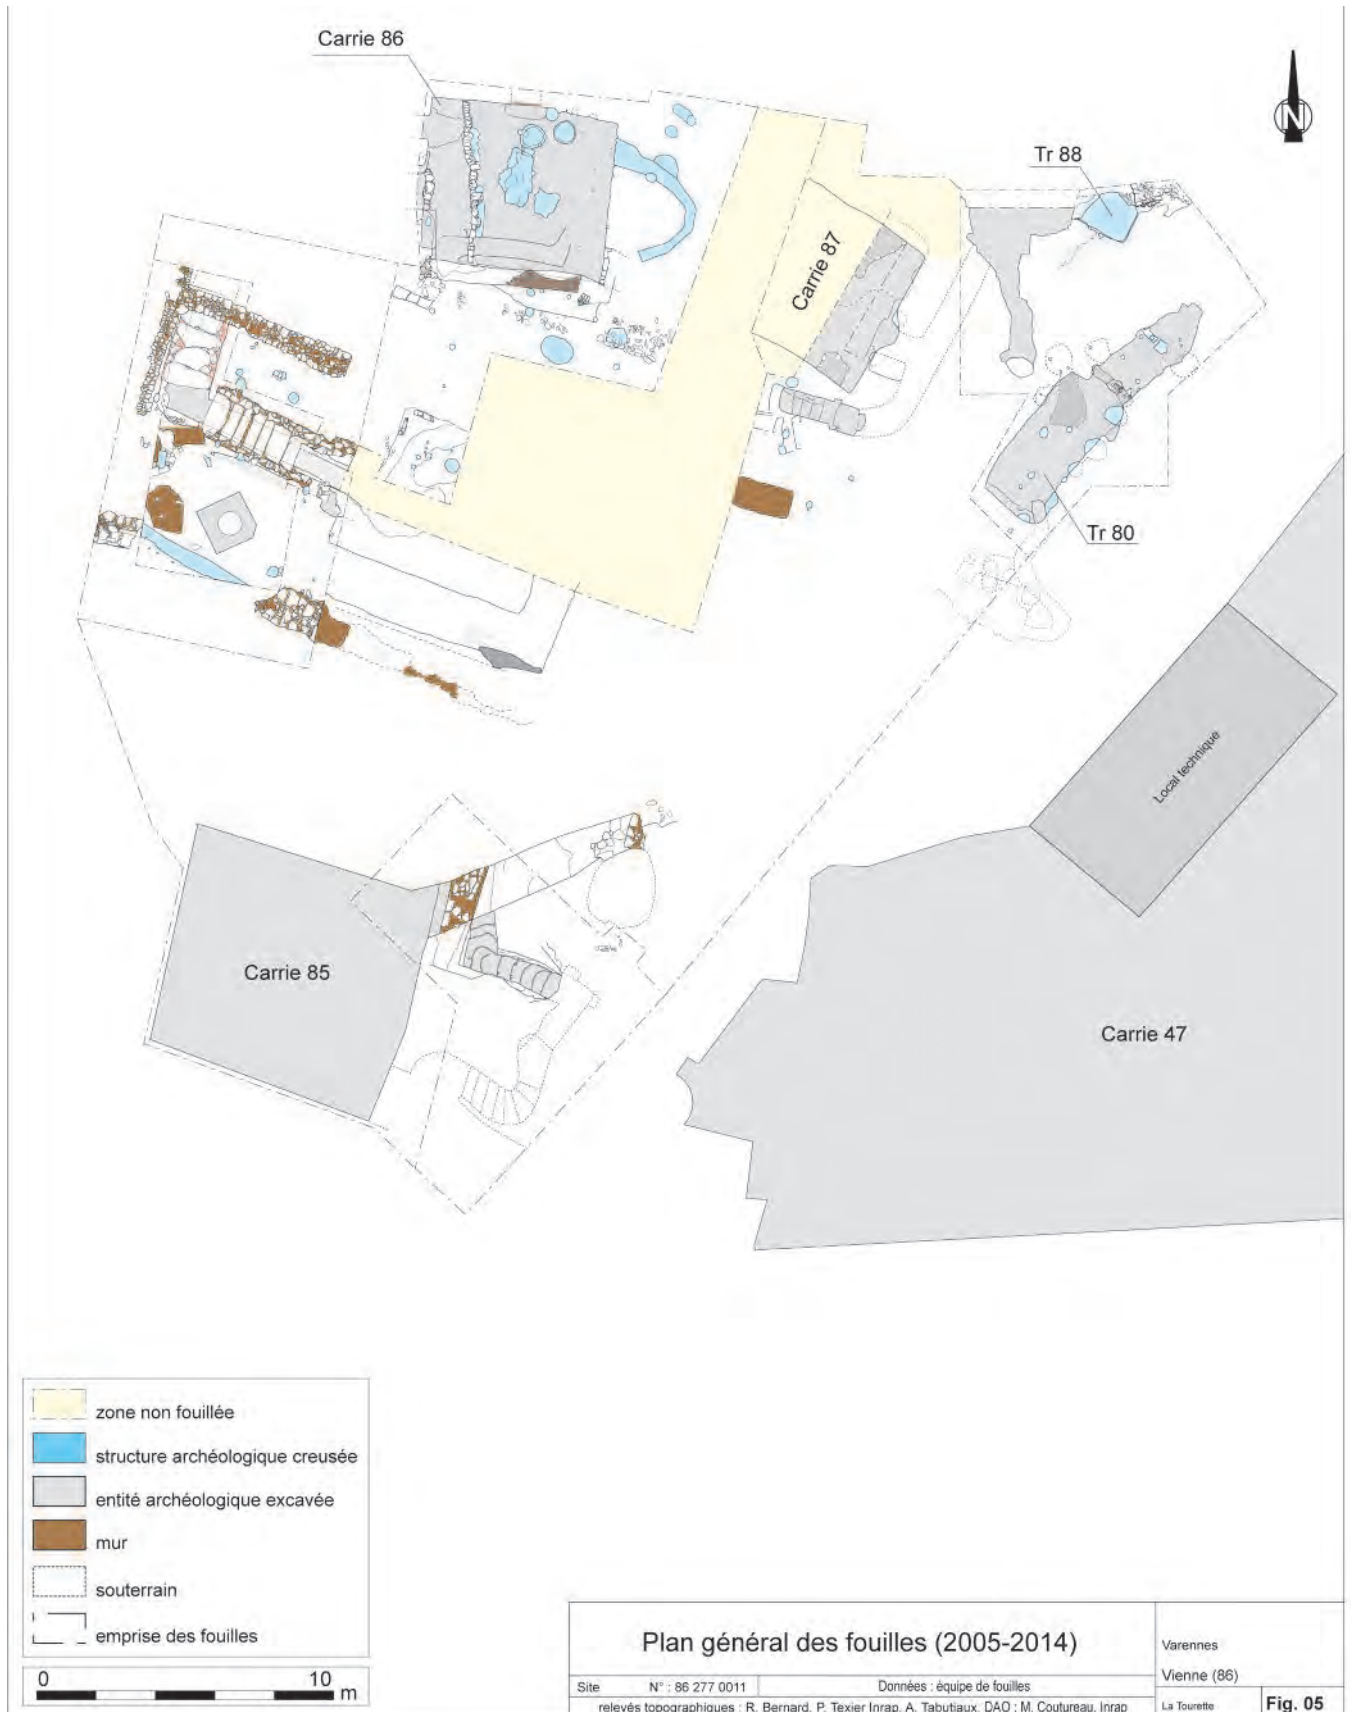 Carrie 86
N
Tr 88
Carrie 87
Tr 80
Local technique
Carrie 85
Carrie 47
zone non fouillée
structure archéologique creusée
entité archéologique excavée
mur
souterrain
emprise des fouilles
0 10 m
Plan général des fouilles (2005-2014)
Varennes
Vienne (86)
Site N° : 86 277 0011 Données : équipe de fouilles
relevés topographiques : R. Bernard, P. Texier Inrap, A. Tabutiaux, DAO : M. Coutureau, Inrap
La Tourette Fig. 05